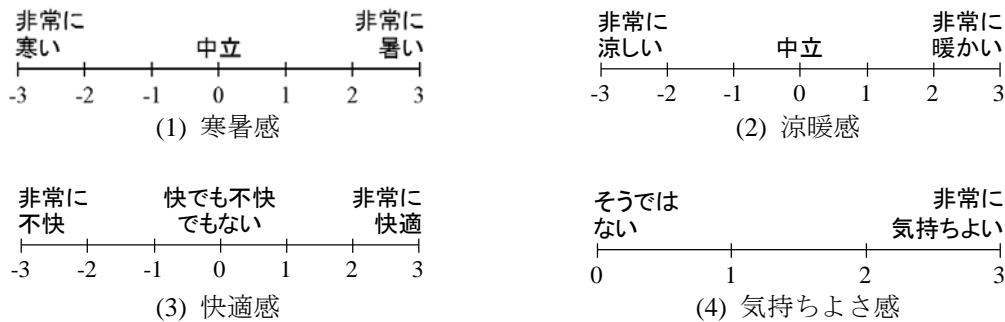 非常に 非常に
寒い 中立 暑い
-3 -2 -1 0 1 2 3
(1) 寒暑感
非常に 非常に
涼しい 中立 暖かい
-3 -2 -1 0 1 2 3
(2) 涼暖感
非常に 快でも不快 非常に
不快 でもない 快適
-3 -2 -1 0 1 2 3
(3) 快適感
そうでは 非常に
ない 気持ちよい
0 1 2 3
(4) 気持ちよさ感